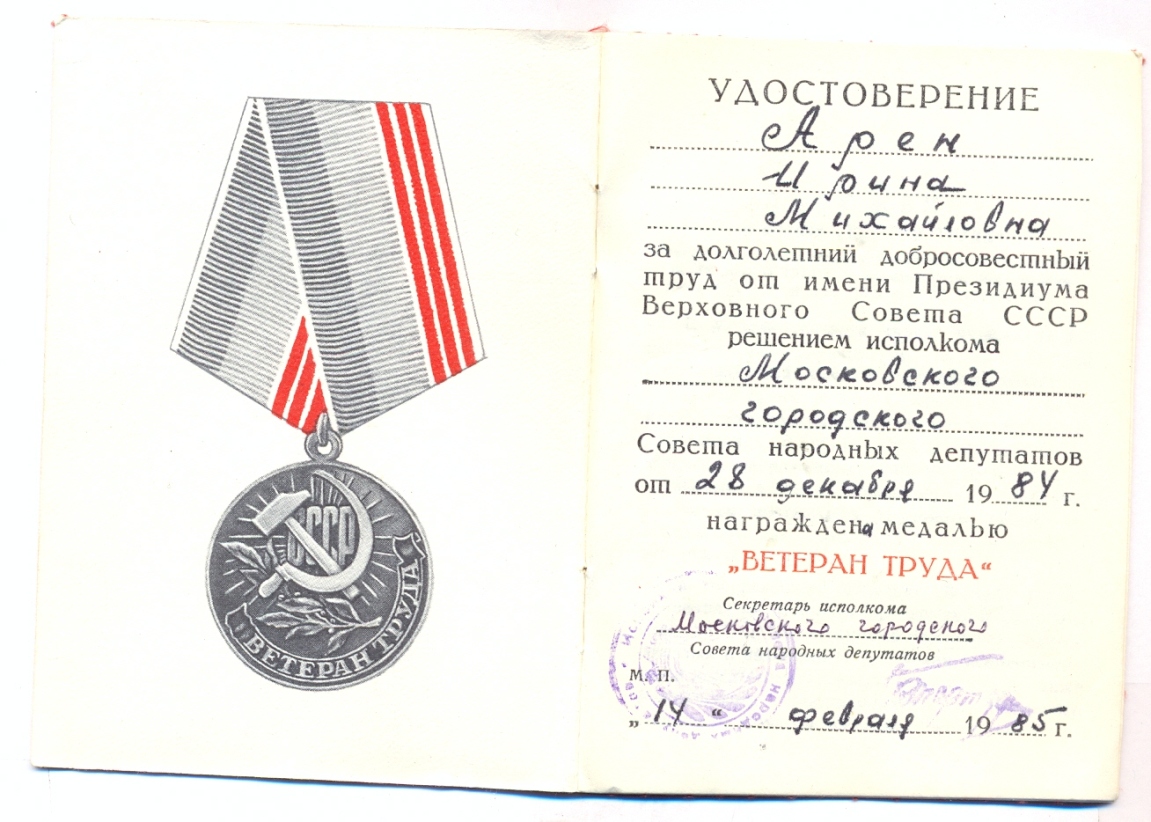 СССР
ВЕТЕРАН ТРУДА
УДОСТОВЕРЕНИЕ
Арен
Ирина
Михайловна
за долголетний добросовестный
труд от имени Президиума
Верховного Совета СССР
решением исполкома
Московского
городского
Совета народных депутатов
от 28 декабря 1984 г.
награждена медалью
„ВЕТЕРАН ТРУДА“
Секретарь исполкома
Московского городского
Совета народных депутатов
М. П.
„14“ февраля 1985 г.